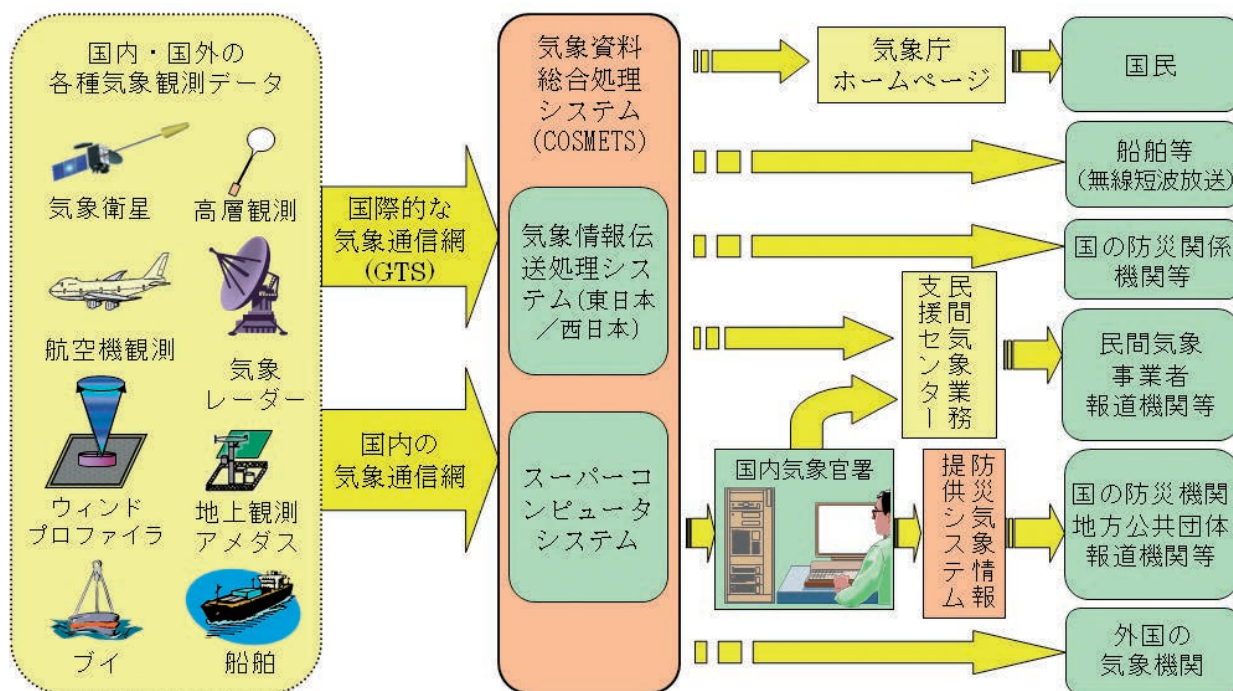 国内・国外の
各種気象観測データ
気象衛星
高層観測
航空機観測
気象
レーダー
ウィンド
プロファイラ
地上観測
アメダス
ブイ
船舶
国際的な
気象通信網
(GTS)
国内の
気象通信網
気象資料
総合処理
システム
(COSMETS)
気象情報伝
送処理シス
テム(東日本
／西日本)
スーパーコ
ンピュータ
システム
気象庁
ホームページ
国民
船舶等
(無線短波放送)
国の防災関係
機関等
民間気象業務
支援センター
民間気象
事業者
報道機関等
国内気象官署
防災気象情報
提供システム
国の防災機関
地方公共団体
報道機関等
外国の
気象機関